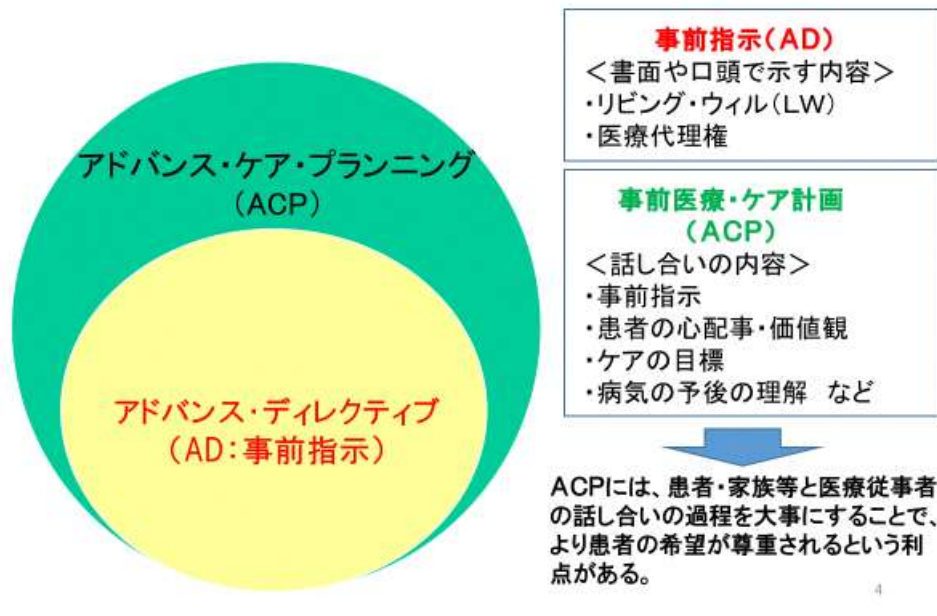 アドバンス・ケア・プランニング
(ACP)
アドバンス・ディレクティブ
(AD:事前指示)
事前指示(AD)
<書面や口頭で示す内容>
・リビング・ウィル(LW)
・医療代理権
事前医療・ケア計画
(ACP)
<話し合いの内容>
・事前指示
・患者の心配事・価値観
・ケアの目標
・病気の予後の理解 など
ACPには、患者・家族等と医療従事者
の話し合いの過程を大事にすることで、
より患者の希望が尊重されるという利
点がある。
4